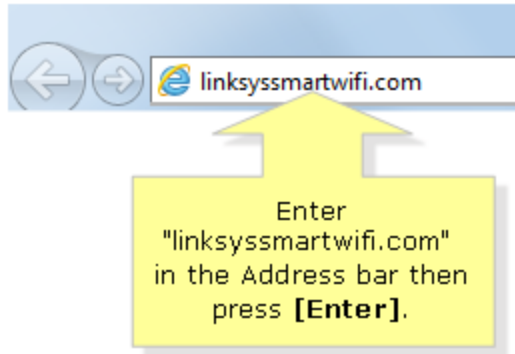 linksyssmartwifi.com
Enter
"linksyssmartwifi.com"
in the Address bar then
press [Enter].